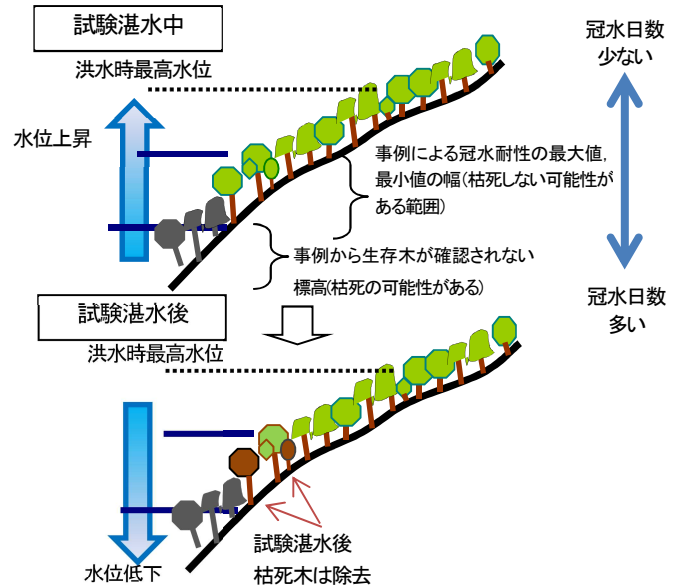 試験湛水中
洪水時最高水位
水位上昇
冠水日数
少ない
事例による冠水耐性の最大値,
最小値の幅(枯死しない可能性が
ある範囲)
事例から生存木が確認されない
標高(枯死の可能性がある)
冠水日数
多い
試験湛水後
洪水時最高水位
水位低下
試験湛水後
枯死木は除去